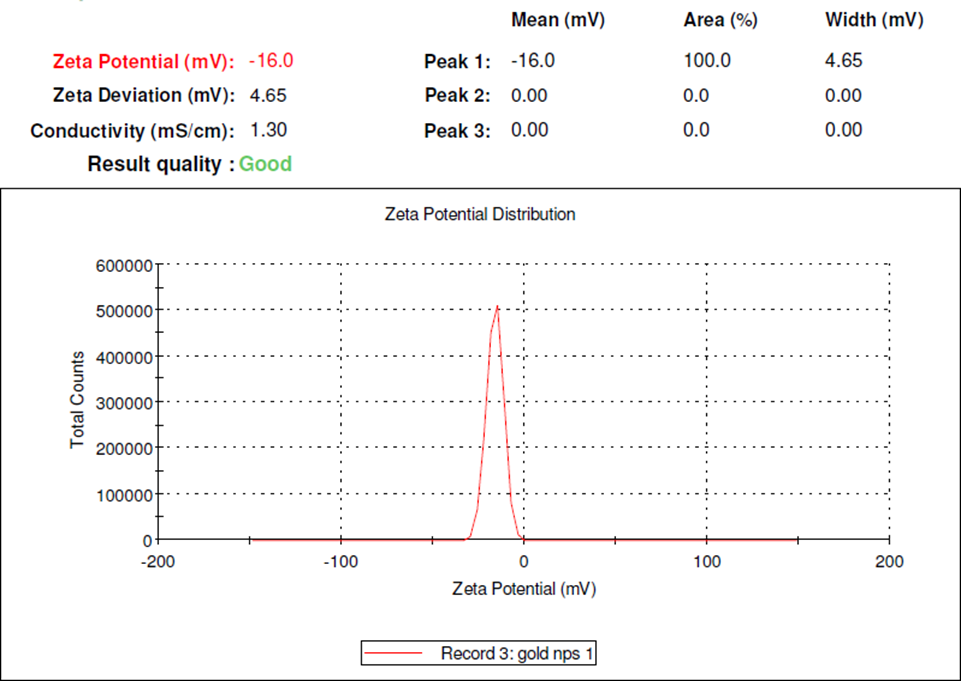 Mean (mV) Area (%) Width (mV)
Zeta Potential (mV): -16.0 Peak 1: -16.0 100.0 4.65
Zeta Deviation (mV): 4.65 Peak 2: 0.00 0.0 0.00
Conductivity (mS/cm): 1.30 Peak 3: 0.00 0.0 0.00
Result quality : Good
Zeta Potential Distribution
600000
500000
400000
300000
200000
100000
0
Total Counts
-200 -100 0 100 200
Zeta Potential (mV)
Record 3: gold nps 1